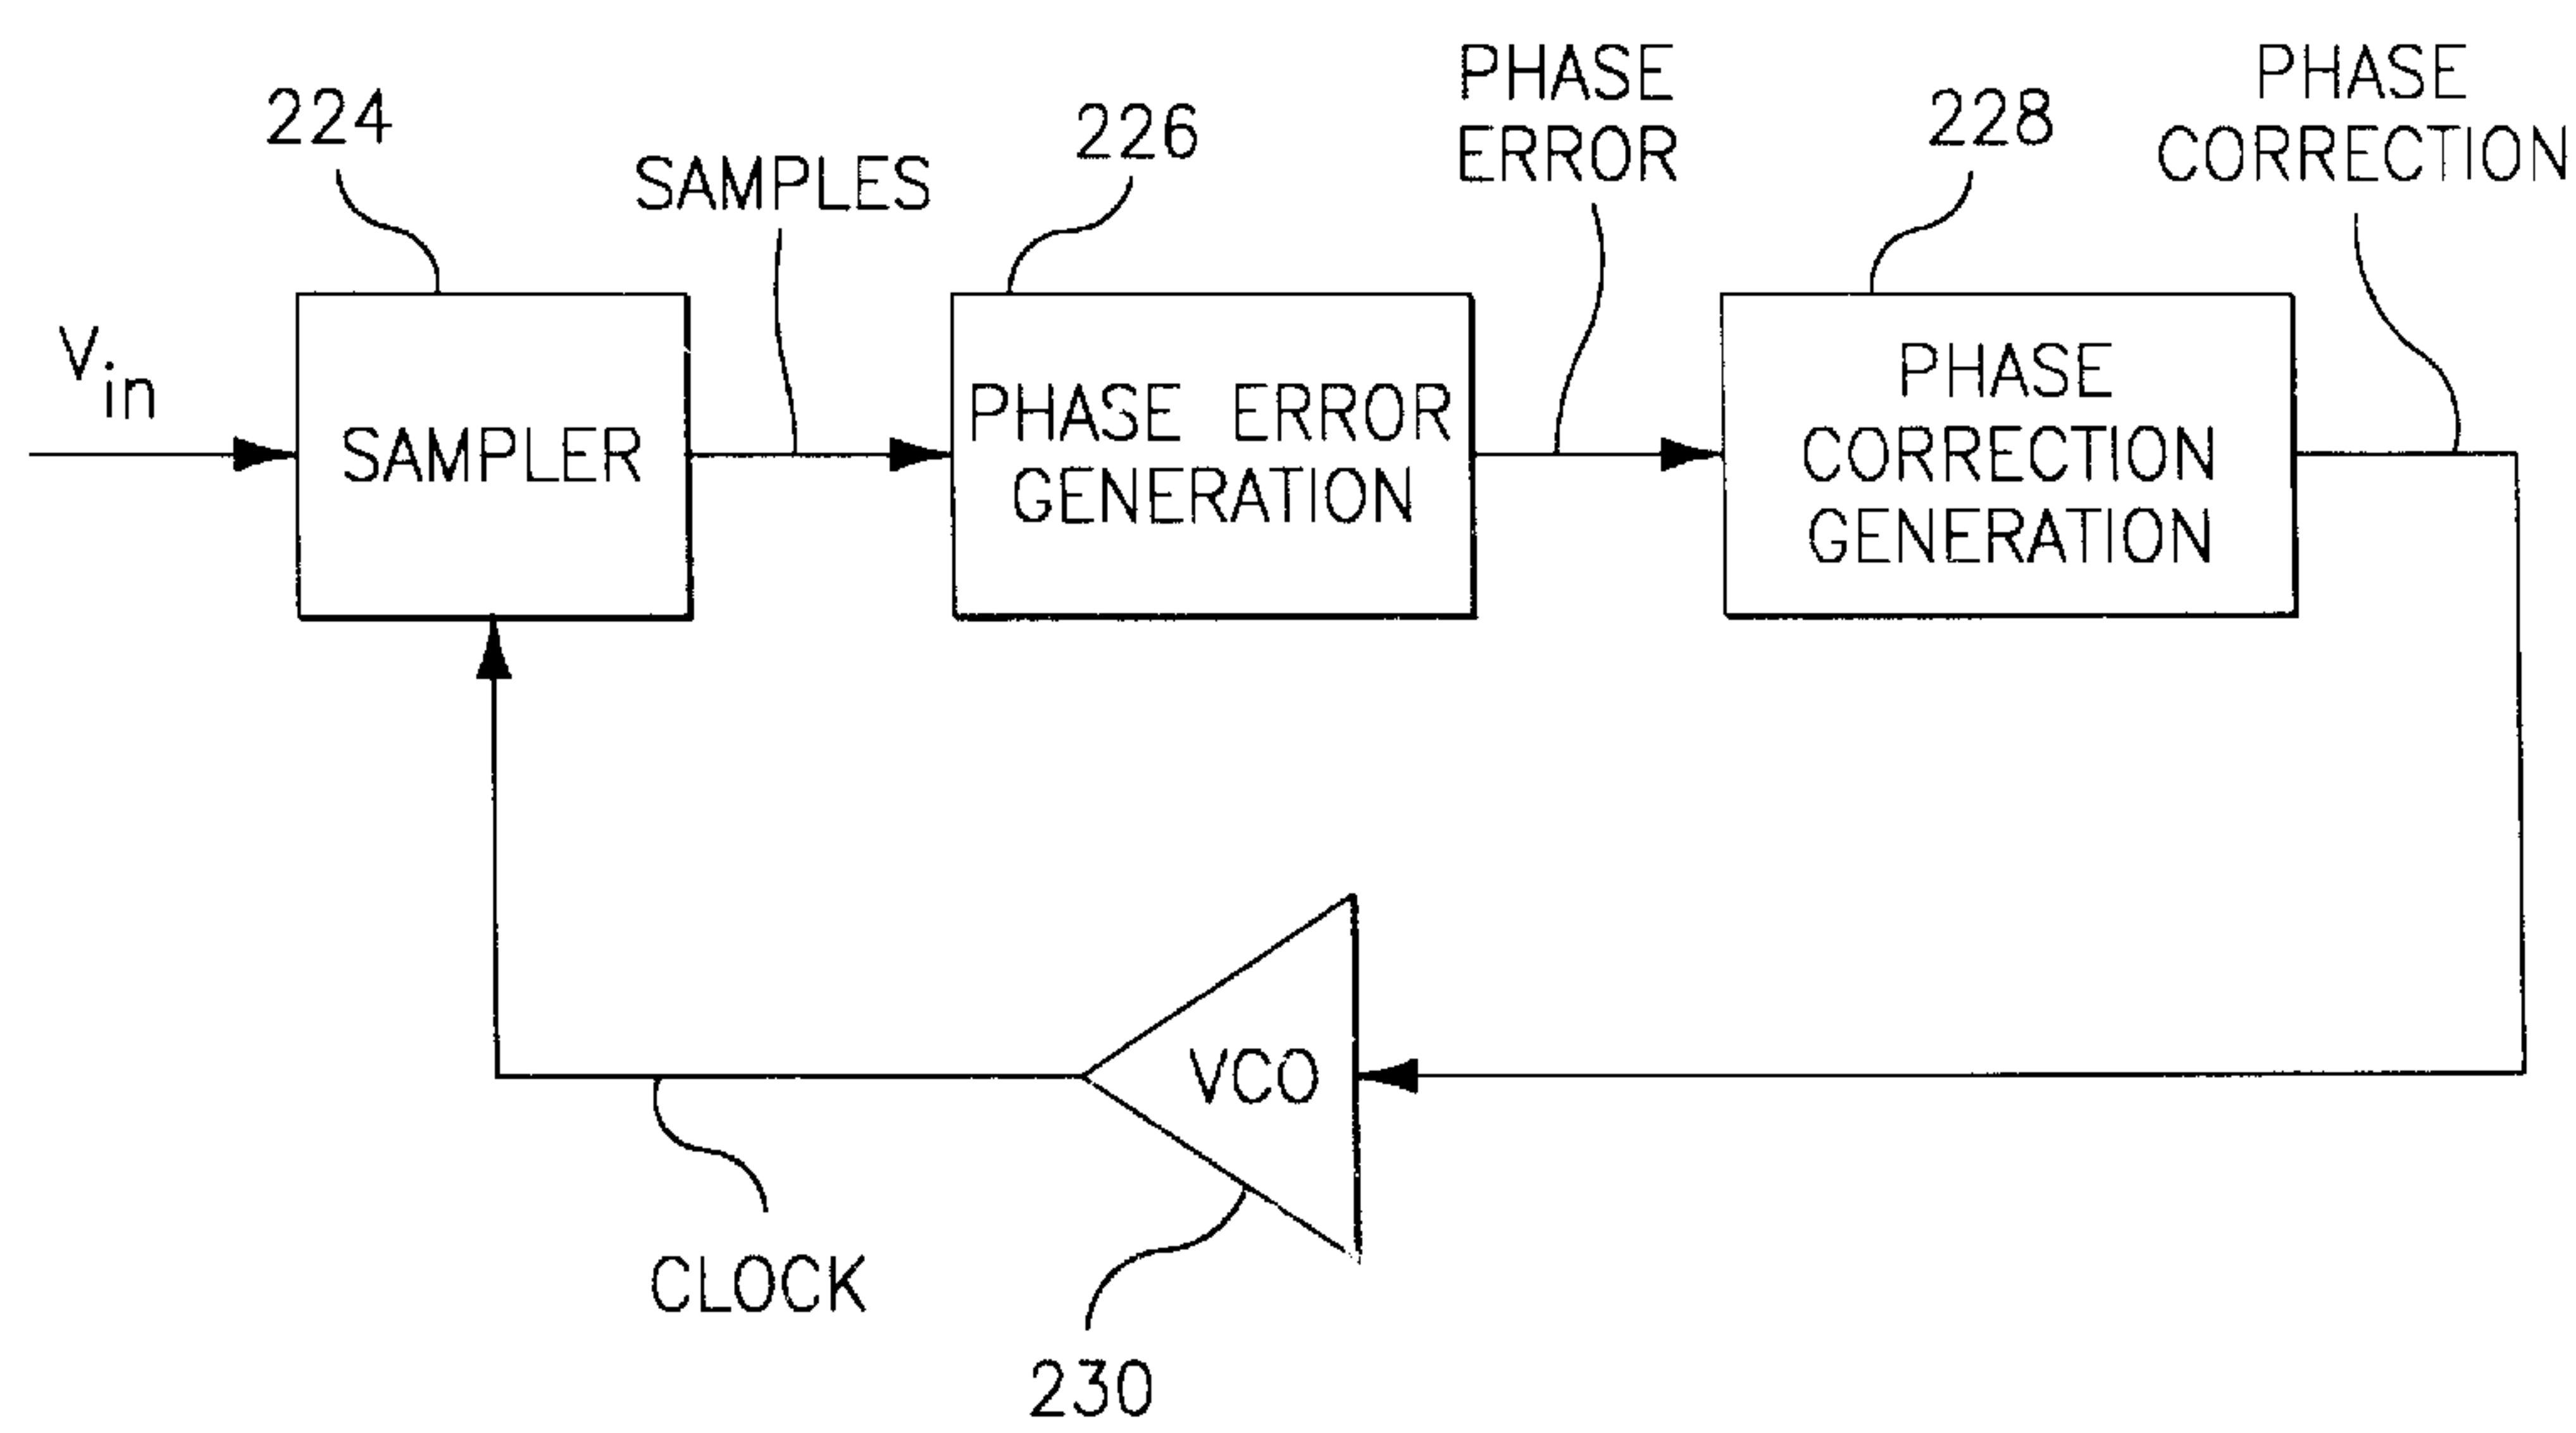 224
SAMPLES
226
PHASE
ERROR
228
PHASE
CORRECTION
Vin
SAMPLER
PHASE ERROR
GENERATION
PHASE
CORRECTION
GENERATION
VCO
CLOCK
230